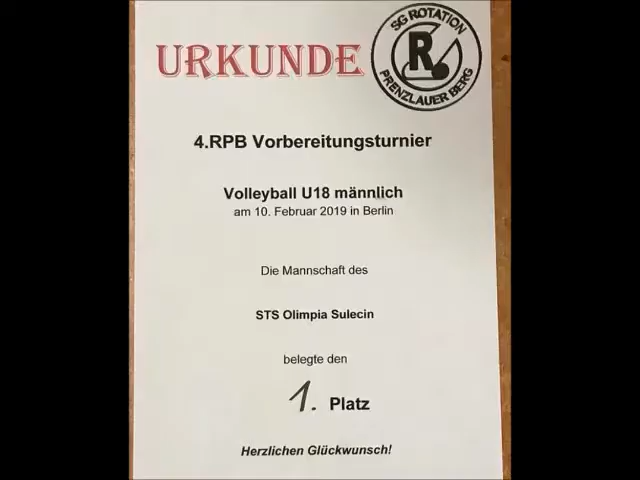 URKUNDE
SG ROTATION
R
PRENZLAUER BERG
4.RPB Vorbereitungsturnier
Volleyball U18 männlich
am 10. Februar 2019 in Berlin
Die Mannschaft des
STS Olimpia Sulecin
belegte den
1. Platz
Herzlichen Glückwunsch!